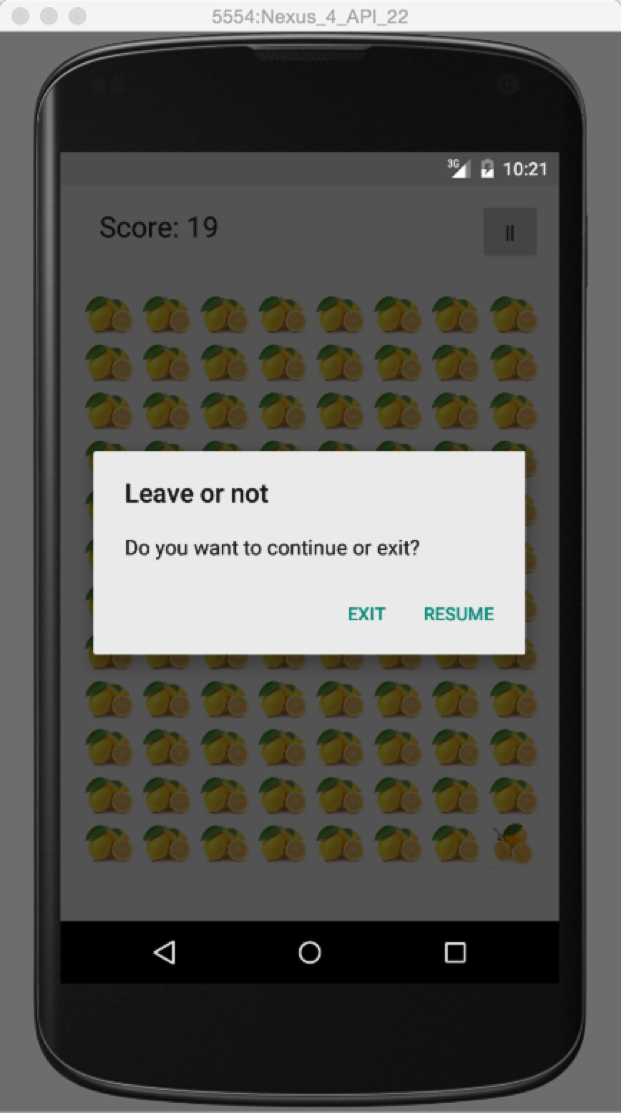 5554:Nexus_4_API_22
3G 10:21
Score: 19
||
Leave or not
Do you want to continue or exit?
EXIT RESUME